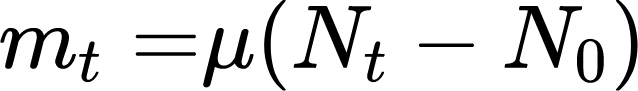 m_t = μ(N_t − N_0)